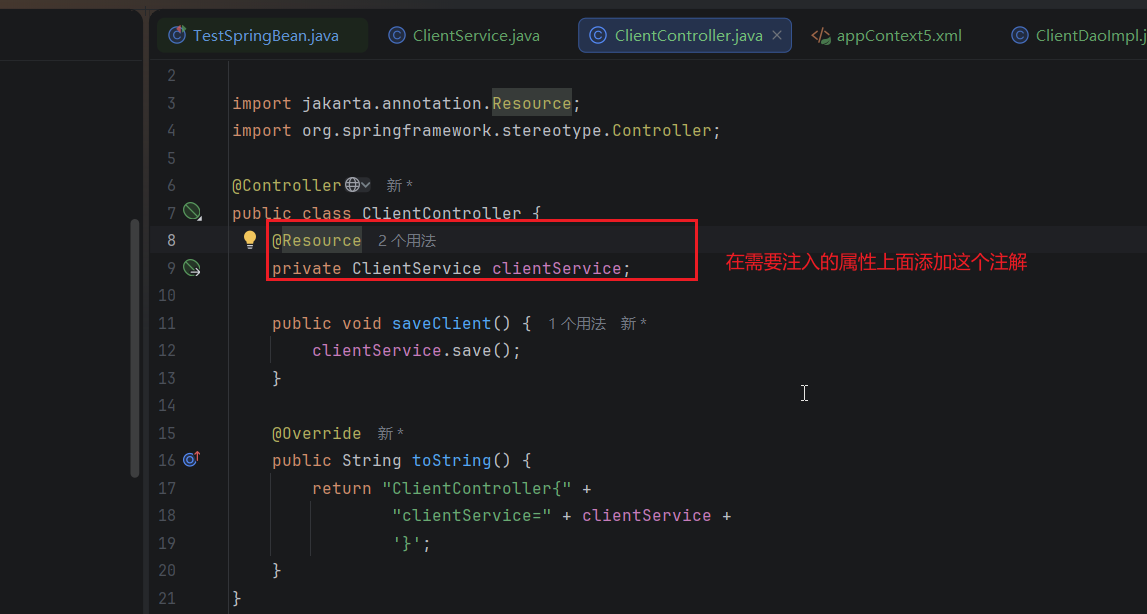 TestSpringBean.java ClientService.java ClientController.java appContext5.xml ClientDaoImpl.j
2
3 import jakarta.annotation.Resource;
4 import org.springframework.stereotype.Controller;
5
6 @Controller 新 *
7 public class ClientController {
8 @Resource 2 个用法
9 private ClientService clientService;
在需要注入的属性上面添加这个注解
10
11 public void saveClient() { 1 个用法 新 *
12 clientService.save();
13 }
14
15 @Override 新 *
16 public String toString() {
17 return "ClientController{" +
18 "clientService=" + clientService +
19 '}';
20 }
21 }